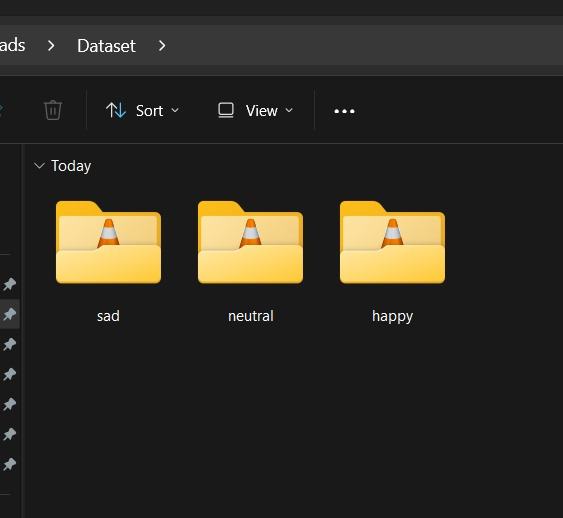 ads > Dataset >
Sort View •••
Today
sad neutral happy